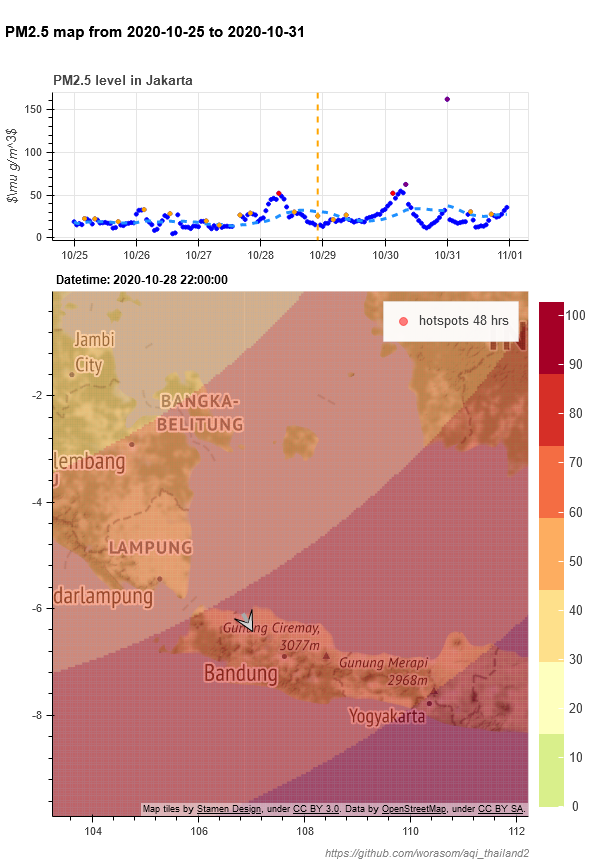 PM2.5 map from 2020-10-25 to 2020-10-31
PM2.5 level in Jakarta
$\mu g/m^3$
150
100
50
0
10/25
10/26
10/27
10/28
10/29
10/30
10/31
11/01
Datetime: 2020-10-28 22:00:00
hotspots 48 hrs
Jambi
City
BANGKA-
BELITUNG
lembang
LAMPUNG
darlampung
Gunung Ciremay,
3077m
Bandung
Gunung Merapi
2968m
Yogyakarta
-2
-4
-6
-8
104
106
108
110
112
100
90
80
70
60
50
40
30
20
10
0
Map tiles by Stamen Design, under CC BY 3.0. Data by OpenStreetMap, under CC BY SA.
https://github.com/worasom/aqi_thailand2